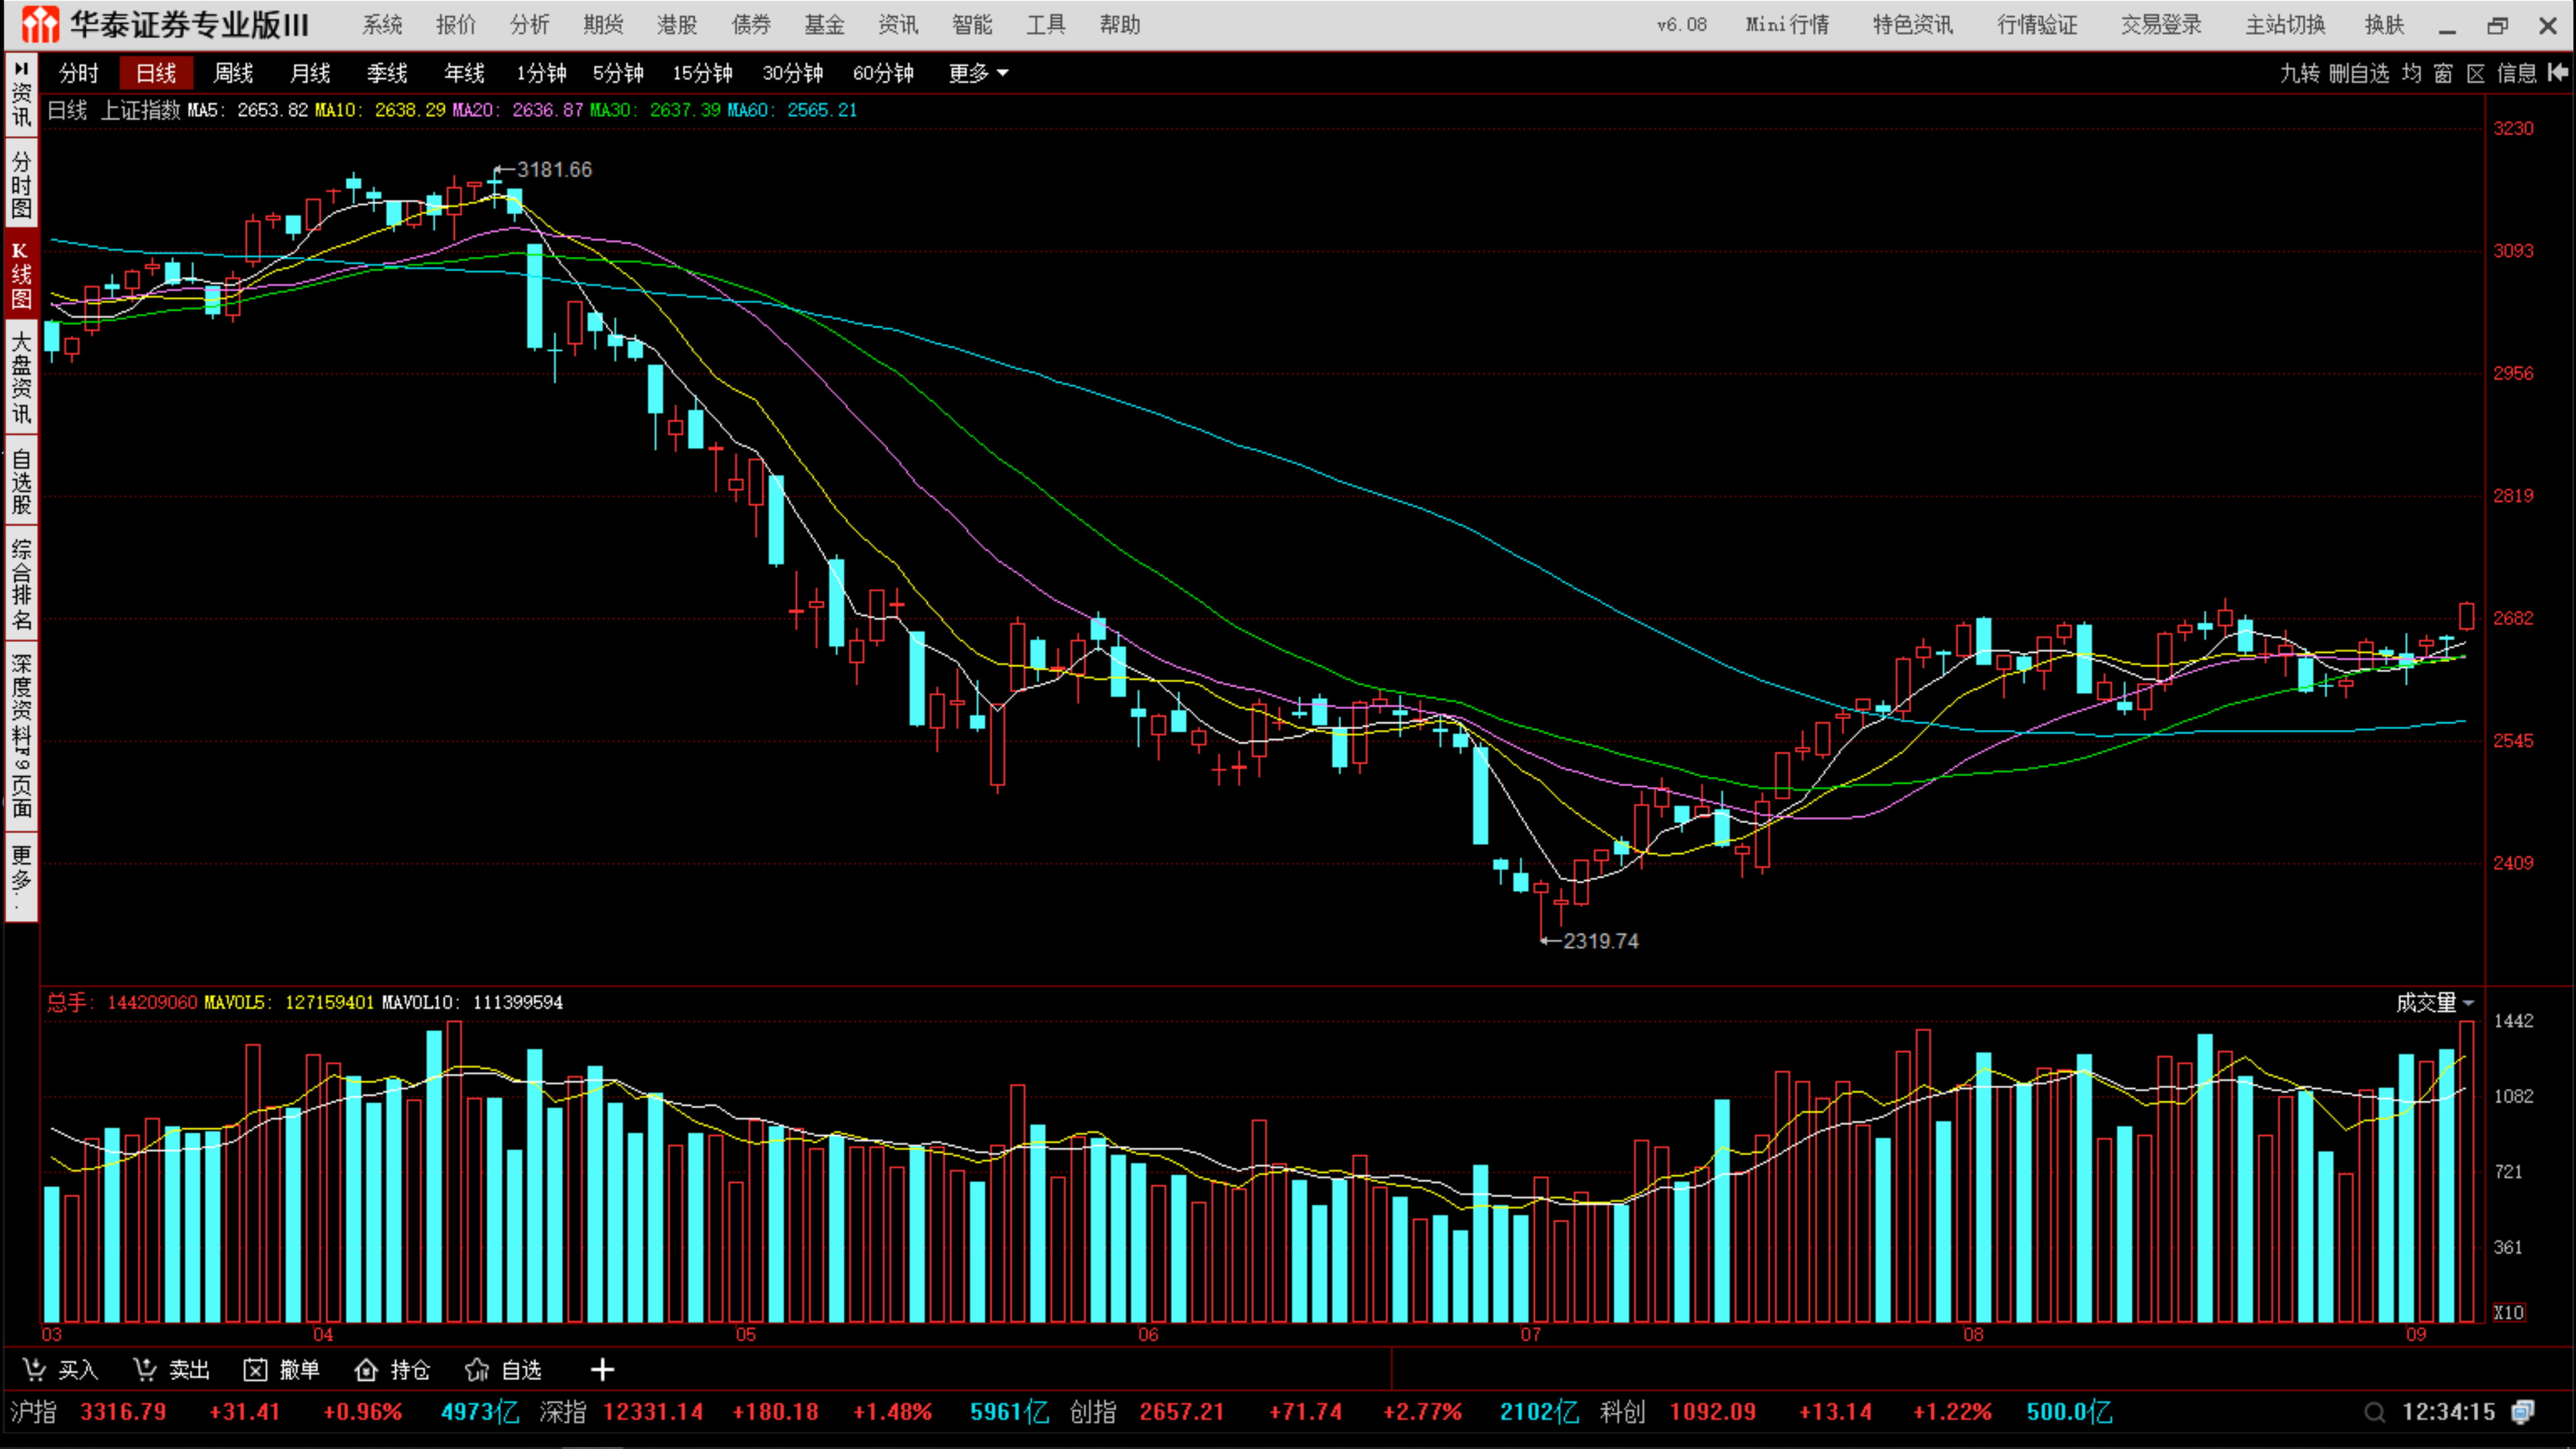 华泰证券专业版III 系统 报价 分析 期货 港股 债券 基金 资讯 智能 工具 帮助 v6.08 Mini行情 特色资讯 行情验证 交易登录 主站切换 换肤
分时 日线 周线 月线 季线 年线 1分钟 5分钟 15分钟 30分钟 60分钟 更多 九转 删自选 均 窗 区 信息
资讯
分时图
K线图
大盘资讯
自选股
综合排名
深度资料F9页面
更多..
日线 上证指数 MA5: 2653.82 MA10: 2638.29 MA20: 2636.87 MA30: 2637.39 MA60: 2565.21
3230
3181.66
3093
2956
2819
2682
2545
2409
2319.74
总手: 144209060 MAVOL5: 127159401 MAVOL10: 111399594 成交量
1442
1082
721
361
X10
03 04 05 06 07 08 09
买入 卖出 撤单 持仓 自选
沪指 3316.79 +31.41 +0.96% 4973亿 深指 12331.14 +180.18 +1.48% 5961亿 创指 2657.21 +71.74 +2.77% 2102亿 科创 1092.09 +13.14 +1.22% 500.0亿 12:34:15